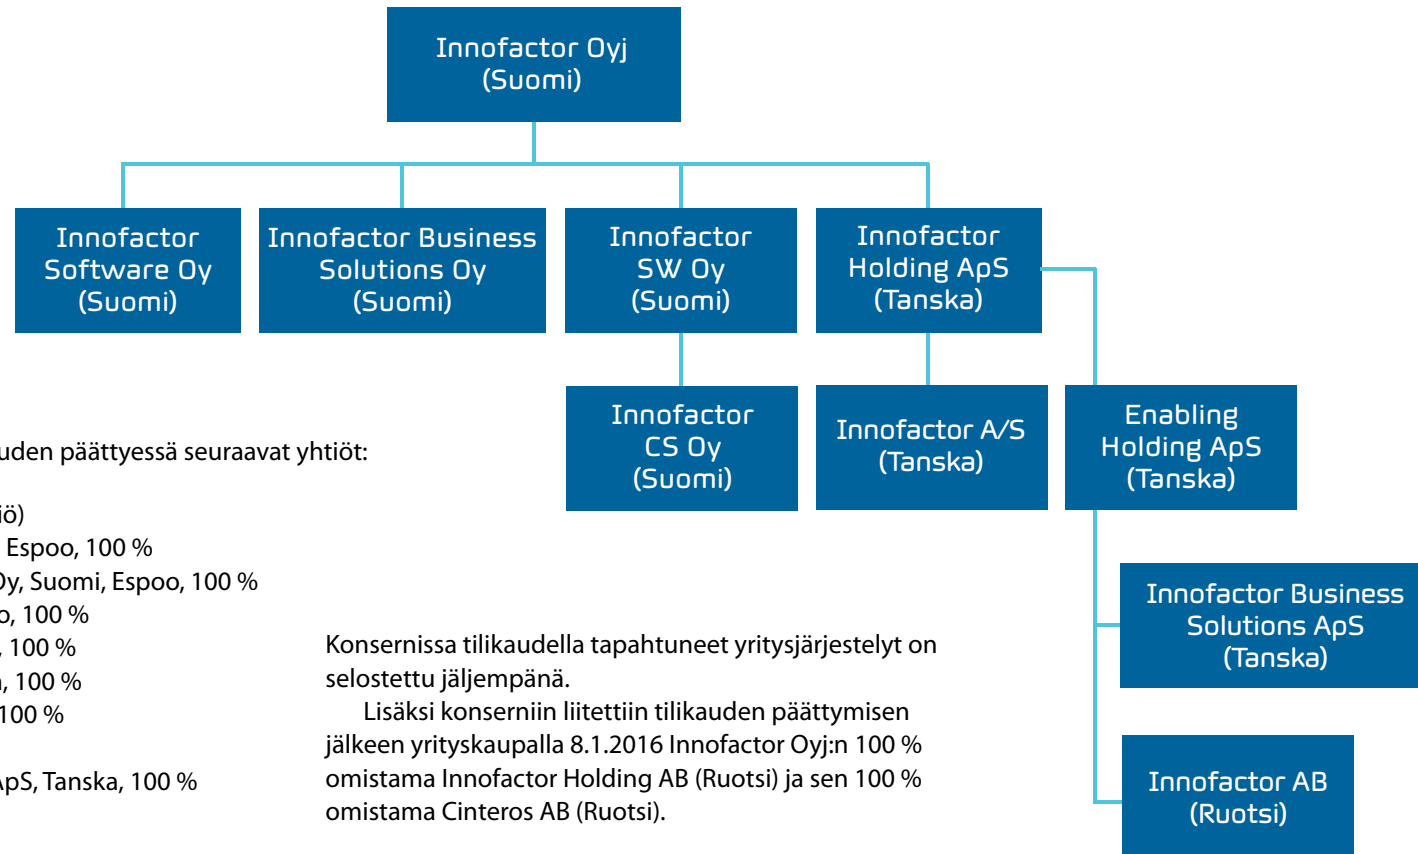 Innofactor Oyj
(Suomi)
Innofactor
Software Oy
(Suomi)
Innofactor Business
Solutions Oy
(Suomi)
Innofactor
SW Oy
(Suomi)
Innofactor
Holding ApS
(Tanska)
Innofactor
CS Oy
(Suomi)
Innofactor A/S
(Tanska)
Enabling
Holding ApS
(Tanska)
Innofactor Business
Solutions ApS
(Tanska)
Innofactor AB
(Ruotsi)
uden päättyessä seuraavat yhtiöt:
iö)
Espoo, 100 %
Oy, Suomi, Espoo, 100 %
o, 100 %
, 100 %
, 100 %
100 %
ApS, Tanska, 100 %
Konsernissa tilikaudella tapahtuneet yritysjärjestelyt on
selostettu jäljempänä.
Lisäksi konserniin liitettiin tilikauden päättymisen
jälkeen yrityskaupalla 8.1.2016 Innofactor Oyj:n 100 %
omistama Innofactor Holding AB (Ruotsi) ja sen 100 %
omistama Cinteros AB (Ruotsi).